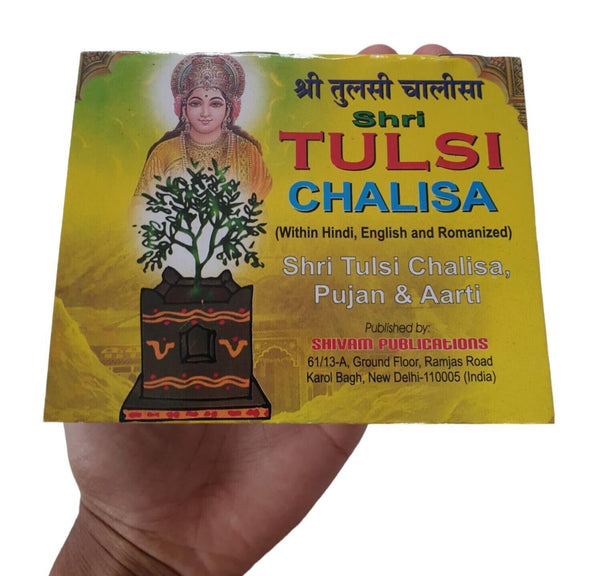 श्री तुलसी चालीसा
Shri
TULSI
CHALISA
(Within Hindi, English and Romanized)
Shri Tulsi Chalisa,
Pujan & Aarti
Published by:
SHIVAM PUBLICATIONS
61/13-A, Ground Floor, Ramjas Road
Karol Bagh, New Delhi-110005 (India)